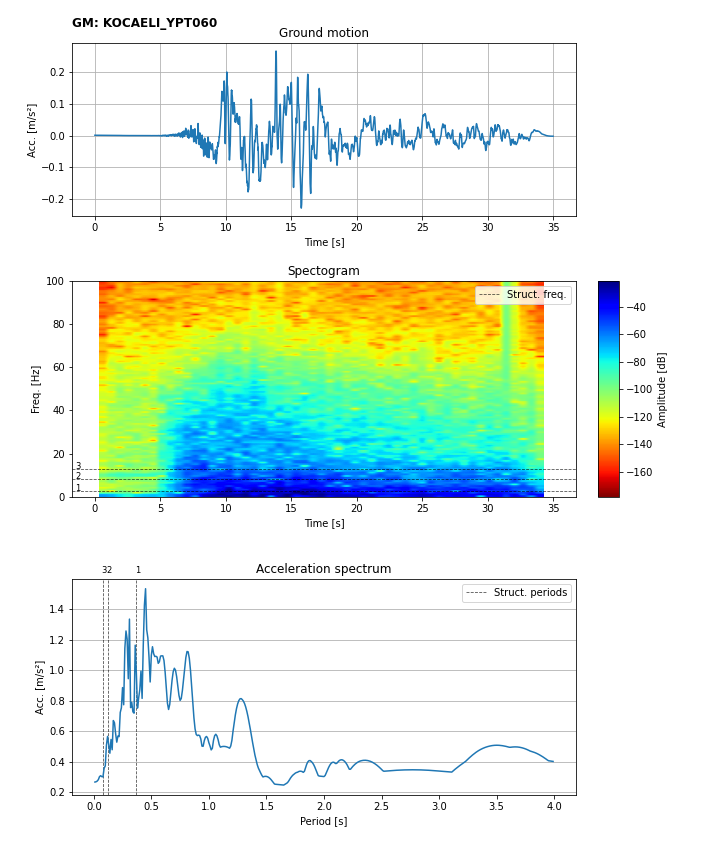 GM: KOCAELI_YPT060
Ground motion
Acc. [m/s²]
0.2
0.1
0.0
−0.1
−0.2
0 5 10 15 20 25 30 35
Time [s]
Spectogram
Struct. freq.
Freq. [Hz]
100
80
60
40
20
0
3
2
1
0 5 10 15 20 25 30 35
Time [s]
−40
−60
−80
−100
−120
−140
−160
Amplitude [dB]
32 1
Acceleration spectrum
Struct. periods
Acc. [m/s²]
1.4
1.2
1.0
0.8
0.6
0.4
0.2
0.0 0.5 1.0 1.5 2.0 2.5 3.0 3.5 4.0
Period [s]